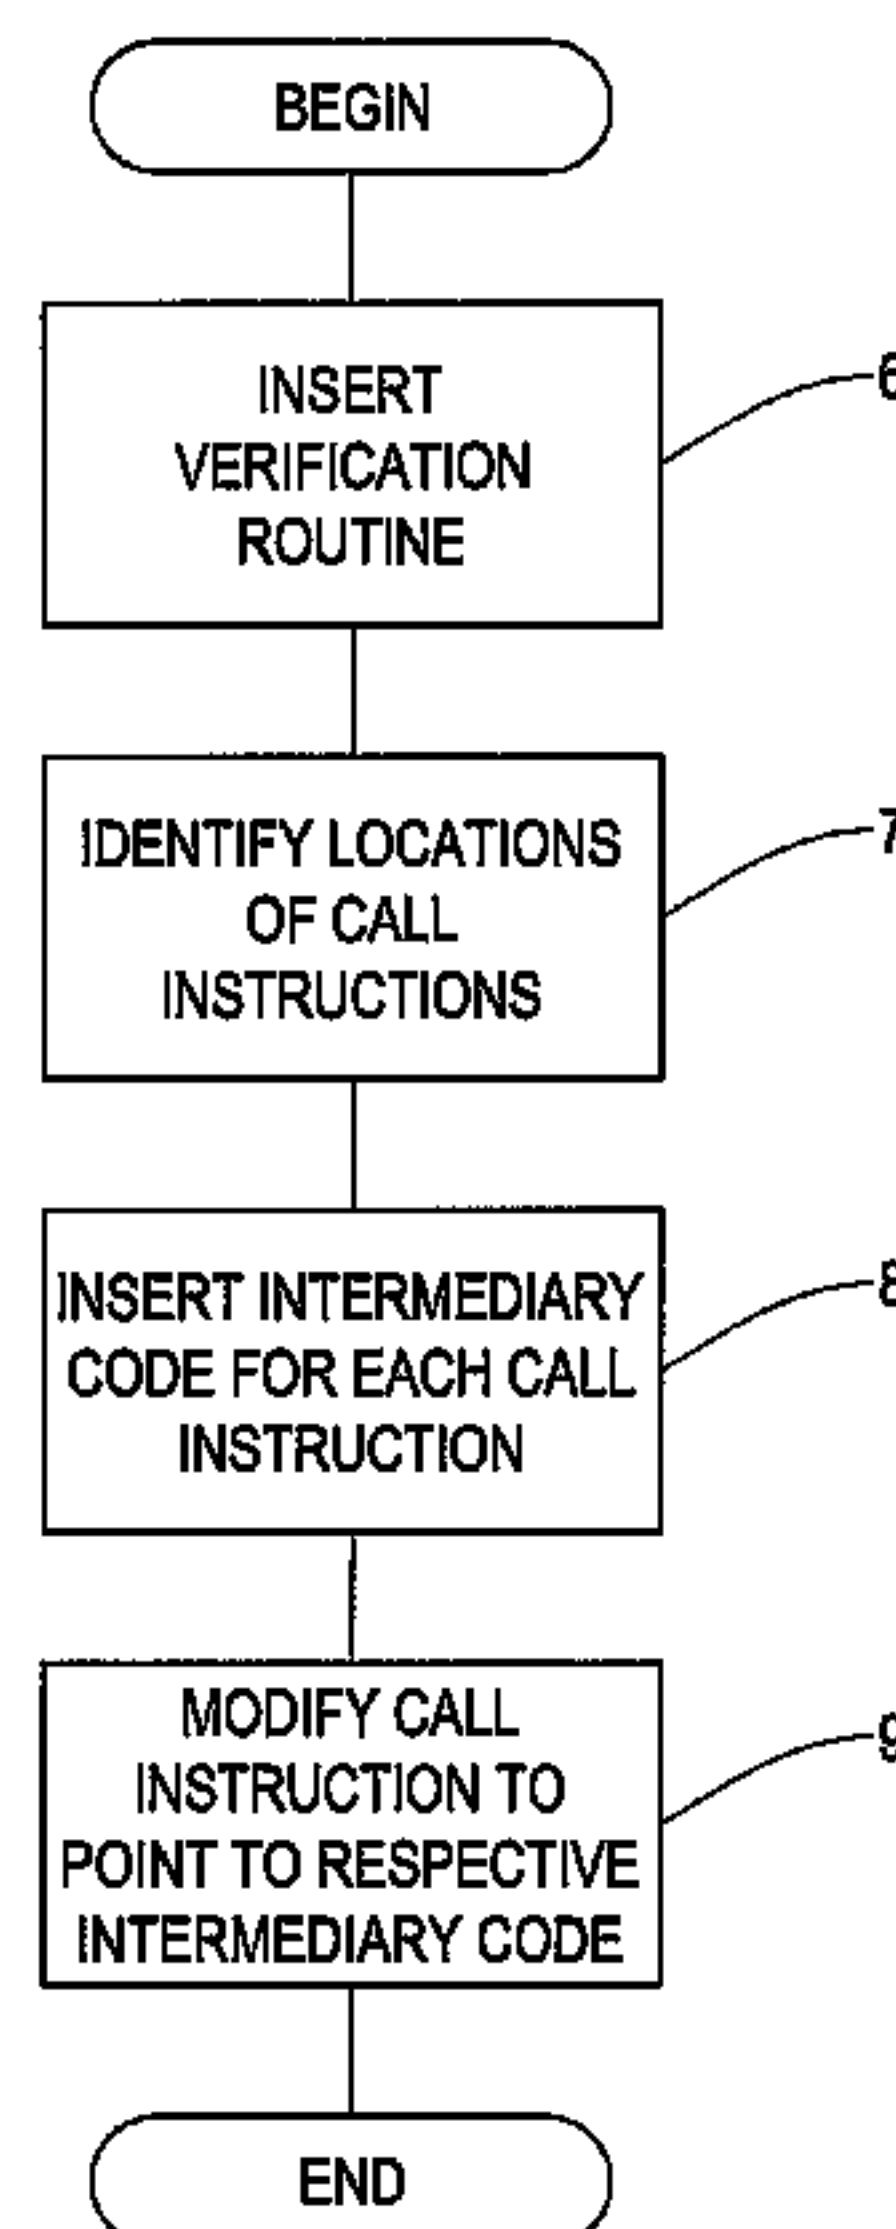 BEGIN
INSERT
VERIFICATION
ROUTINE
6
IDENTIFY LOCATIONS
OF CALL
INSTRUCTIONS
7
INSERT INTERMEDIARY
CODE FOR EACH CALL
INSTRUCTION
8
MODIFY CALL
INSTRUCTION TO
POINT TO RESPECTIVE
INTERMEDIARY CODE
9
END